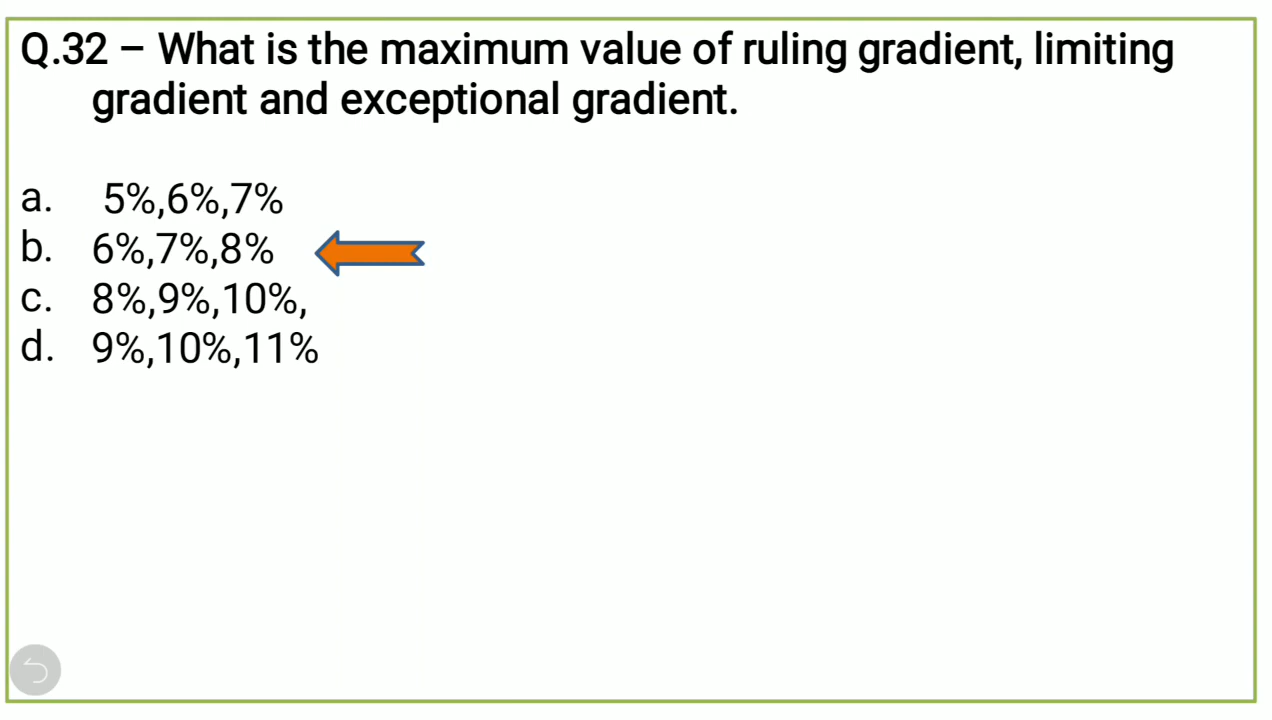 Q.32 – What is the maximum value of ruling gradient, limiting
gradient and exceptional gradient.
a. 5%,6%,7%
b. 6%,7%,8%
c. 8%,9%,10%,
d. 9%,10%,11%